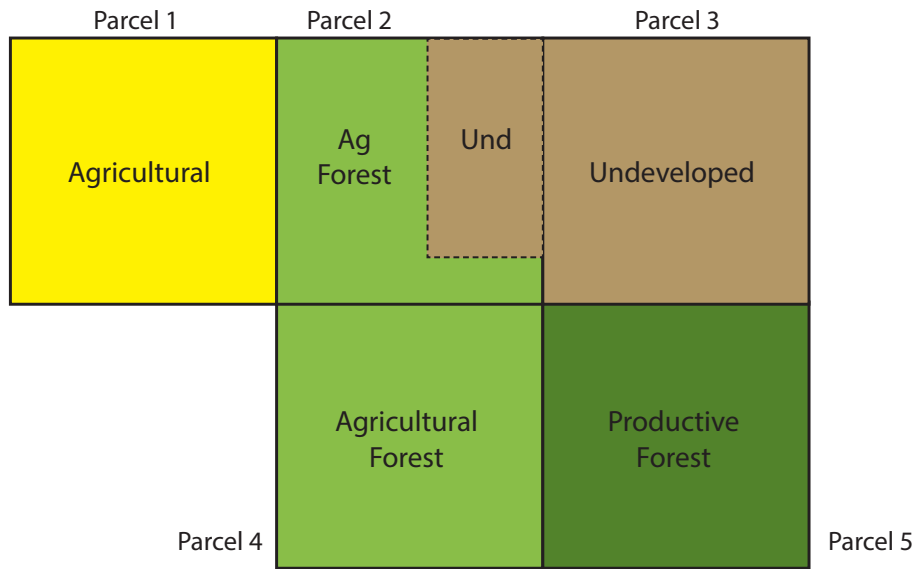 Parcel 1
Parcel 2
Parcel 3
Agricultural
Ag
Forest
Und
Undeveloped
Agricultural
Forest
Productive
Forest
Parcel 4
Parcel 5